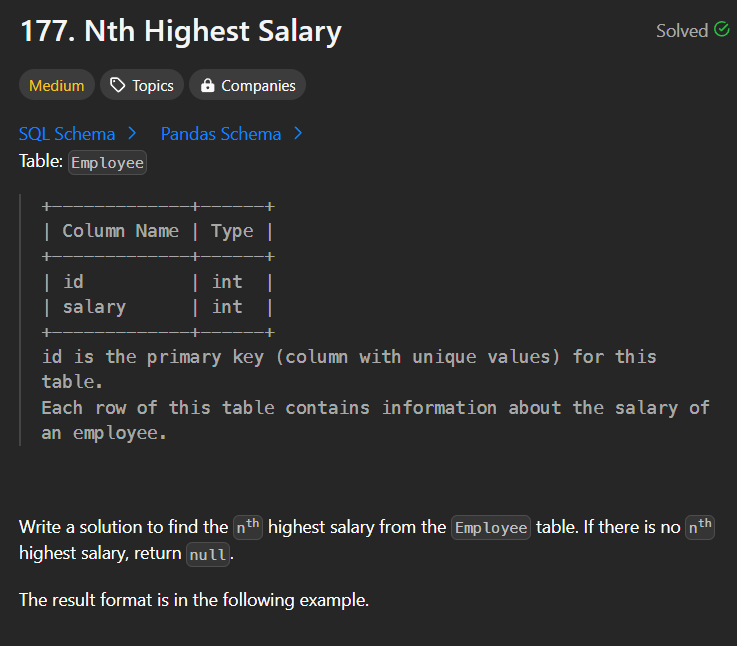 177. Nth Highest Salary
Solved
Medium Topics Companies
SQL Schema > Pandas Schema >
Table: Employee
+-------------+------+
| Column Name | Type |
+-------------+------+
| id          | int  |
| salary      | int  |
+-------------+------+
id is the primary key (column with unique values) for this
table.
Each row of this table contains information about the salary of
an employee.
Write a solution to find the nth highest salary from the Employee table. If there is no nth
highest salary, return null.
The result format is in the following example.